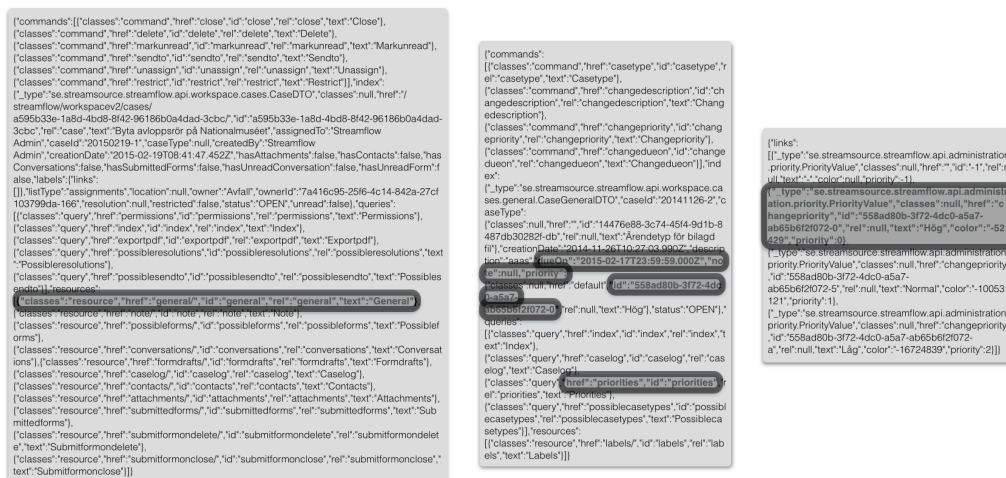 {"commands":[{"classes":"command","href":"close","id":"close","rel":"close","text":"Close"},
{"classes":"command","href":"delete","id":"delete","rel":"delete","text":"Delete"},
{"classes":"command","href":"markunread","id":"markunread","rel":"markunread","text":"Markunread"},
{"classes":"command","href":"sendto","id":"sendto","rel":"sendto","text":"Sendto"},
{"classes":"command","href":"unassign","id":"unassign","rel":"unassign","text":"Unassign"},
{"classes":"command","href":"restrict","id":"restrict","rel":"restrict","text":"Restrict"}],"index":
{"_type":"se.streamsource.streamflow.api.workspace.cases.CaseDTO","classes":null,"href":"/
streamflow/workspacev2/cases/
a595b33e-1a8d-4bd8-8f42-96186b0a4dad-3cbc/","id":"a595b33e-1a8d-4bd8-8f42-96186b0a4dad-
3cbc","rel":"case","text":"Byta avloppsrör på Nationalmuséet","assignedTo":"Streamflow
Admin","caseId":"20150219-1","caseType":null,"createdBy":"Streamflow
Admin","creationDate":"2015-02-19T08:41:47.452Z","hasAttachments":false,"hasContacts":false,"has
Conversations":false,"hasSubmittedForms":false,"hasUnreadConversation":false,"hasUnreadForm":f
alse,"labels":{"links":
[]},"listType":"assignments","location":null,"owner":"Avfall","ownerId":"7a416c95-25f6-4c14-842a-27cf
103799da-166","resolution":null,"restricted":false,"status":"OPEN","unread":false},"queries":
[{"classes":"query","href":"permissions","id":"permissions","rel":"permissions","text":"Permissions"},
{"classes":"query","href":"index","id":"index","rel":"index","text":"Index"},
{"classes":"query","href":"exportpdf","id":"exportpdf","rel":"exportpdf","text":"Exportpdf"},
{"classes":"query","href":"possibleresolutions","id":"possibleresolutions","rel":"possibleresolutions","text
":"Possibleresolutions"},
{"classes":"query","href":"possiblesendto","id":"possiblesendto","rel":"possiblesendto","text":"Possibles
endto"}],"resources":
[{"classes":"resource","href":"general/","id":"general","rel":"general","text":"General"},
{"classes":"resource","href":"note/","id":"note","rel":"note","text":"Note"},
{"classes":"resource","href":"possibleforms/","id":"possibleforms","rel":"possibleforms","text":"Possiblef
orms"},
{"classes":"resource","href":"conversations/","id":"conversations","rel":"conversations","text":"Conversat
ions"},{"classes":"resource","href":"formdrafts/","id":"formdrafts","rel":"formdrafts","text":"Formdrafts"},
{"classes":"resource","href":"caselog/","id":"caselog","rel":"caselog","text":"Caselog"},
{"classes":"resource","href":"contacts/","id":"contacts","rel":"contacts","text":"Contacts"},
{"classes":"resource","href":"attachments/","id":"attachments","rel":"attachments","text":"Attachments"},
{"classes":"resource","href":"submittedforms/","id":"submittedforms","rel":"submittedforms","text":"Sub
mittedforms"},
{"classes":"resource","href":"submitformondelete/","id":"submitformondelete","rel":"submitformondelet
e","text":"Submitformondelete"},
{"classes":"resource","href":"submitformonclose/","id":"submitformonclose","rel":"submitformonclose","
text":"Submitformonclose"}]}
{"commands":
[{"classes":"command","href":"casetype","id":"casetype","r
el":"casetype","text":"Casetype"},
{"classes":"command","href":"changedescription","id":"ch
angedescription","rel":"changedescription","text":"Chang
edescription"},
{"classes":"command","href":"changepriority","id":"chang
epriority","rel":"changepriority","text":"Changepriority"},
{"classes":"command","href":"changedueon","id":"change
dueon","rel":"changedueon","text":"Changedueon"}],"ind
ex":
{"_type":"se.streamsource.streamflow.api.workspace.ca
ses.general.CaseGeneralDTO","caseId":"20141126-2","c
aseType":
{"classes":null,"href":"","id":"14476e88-3c74-45f4-9d1b-8
487db30282f-db","rel":null,"text":"Ärendetyp för bilagd
fil"},"creationDate":"2014-11-26T10:27:03.990Z","descrip
tion":"aaas","dueOn":"2015-02-17T23:59:59.000Z","no
te":null,"priority":
{"classes":null,"href":"default","id":"558ad80b-3f72-4dc
0-a5a7-
ab65b6f2f072-0","rel":null,"text":"Hög"},"status":"OPEN"},"
queries":
[{"classes":"query","href":"index","id":"index","rel":"index","t
ext":"Index"},
{"classes":"query","href":"caselog","id":"caselog","rel":"cas
elog","text":"Caselog"},
{"classes":"query","href":"priorities","id":"priorities","r
el":"priorities","text":"Priorities"},
{"classes":"query","href":"possiblecasetypes","id":"possibl
ecasetypes","rel":"possiblecasetypes","text":"Possibleca
setypes"}],"resources":
[{"classes":"resource","href":"labels/","id":"labels","rel":"lab
els","text":"Labels"}]}
{"links":
[{"_type":"se.streamsource.streamflow.api.administration
.priority.PriorityValue","classes":null,"href":"","id":"-1","rel":n
ull,"text":"-","color":null,"priority":-1},
{"_type":"se.streamsource.streamflow.api.administr
ation.priority.PriorityValue","classes":null,"href":"c
hangepriority","id":"558ad80b-3f72-4dc0-a5a7-
ab65b6f2f072-0","rel":null,"text":"Hög","color":"-52
429","priority":0},
{"_type":"se.streamsource.streamflow.api.administration.
priority.PriorityValue","classes":null,"href":"changepriority"
,"id":"558ad80b-3f72-4dc0-a5a7-
ab65b6f2f072-5","rel":null,"text":"Normal","color":"-10053
121","priority":1},
{"_type":"se.streamsource.streamflow.api.administration.
priority.PriorityValue","classes":null,"href":"changepriority"
,"id":"558ad80b-3f72-4dc0-a5a7-ab65b6f2f072-
a","rel":null,"text":"Låg","color":"-16724839","priority":2}]}